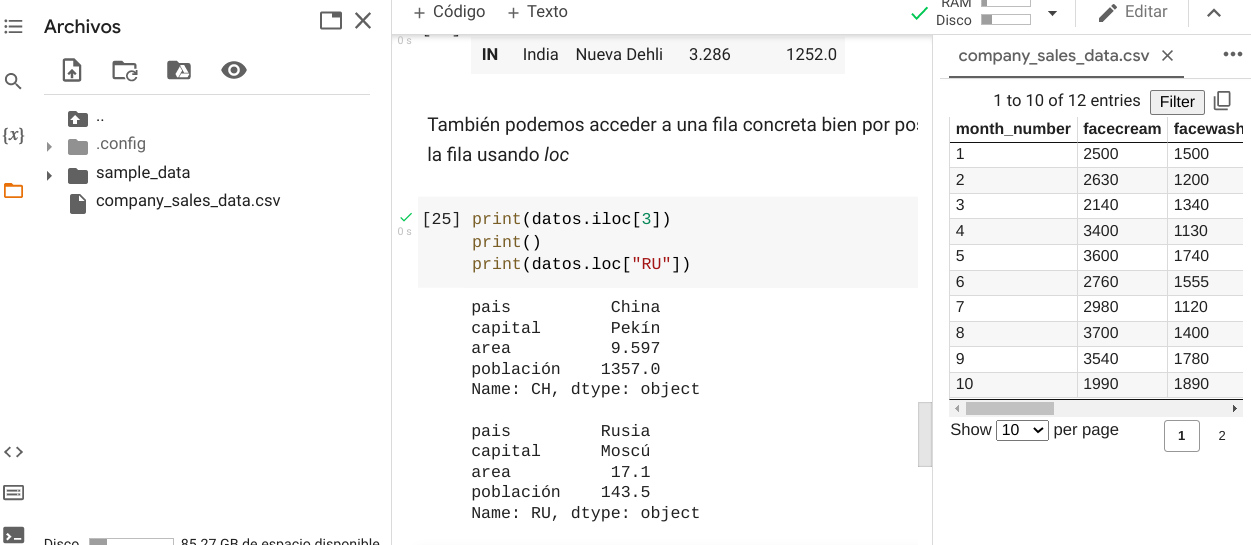 Archivos
..
.config
sample_data
company_sales_data.csv
{x}
Disco
85.27 GB de espacio disponible
+ Código + Texto
RAM
Disco
Editar
0 s
IN India Nueva Dehli 3.286 1252.0
También podemos acceder a una fila concreta bien por pos
la fila usando loc
0 s
[25] print(datos.iloc[3])
print()
print(datos.loc["RU"])
pais China
capital Pekín
area 9.597
población 1357.0
Name: CH, dtype: object
pais Rusia
capital Moscú
area 17.1
población 143.5
Name: RU, dtype: object
company_sales_data.csv
1 to 10 of 12 entries Filter
month_number facecream facewash
1 2500 1500
2 2630 1200
3 2140 1340
4 3400 1130
5 3600 1740
6 2760 1555
7 2980 1120
8 3700 1400
9 3540 1780
10 1990 1890
Show 10 per page 1 2